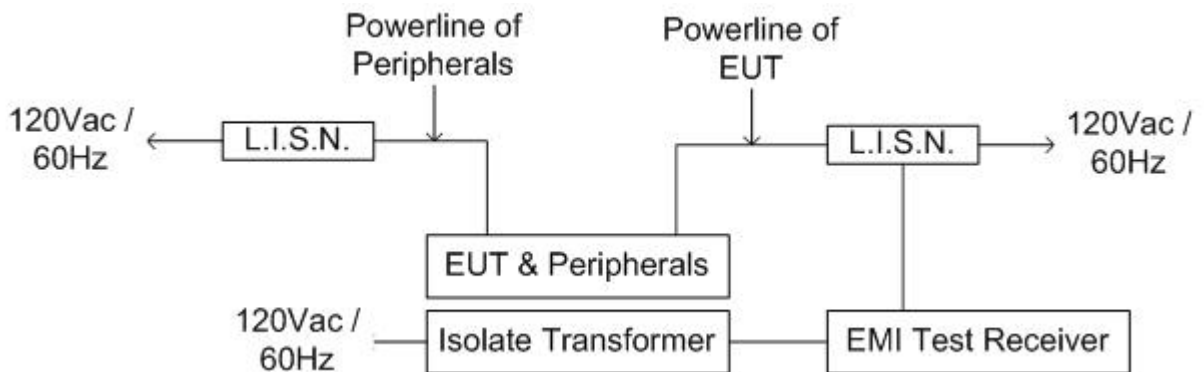 Powerline of
Peripherals
Powerline of
EUT
120Vac /
60Hz
L.I.S.N.
L.I.S.N.
120Vac /
60Hz
EUT & Peripherals
120Vac /
60Hz
Isolate Transformer
EMI Test Receiver